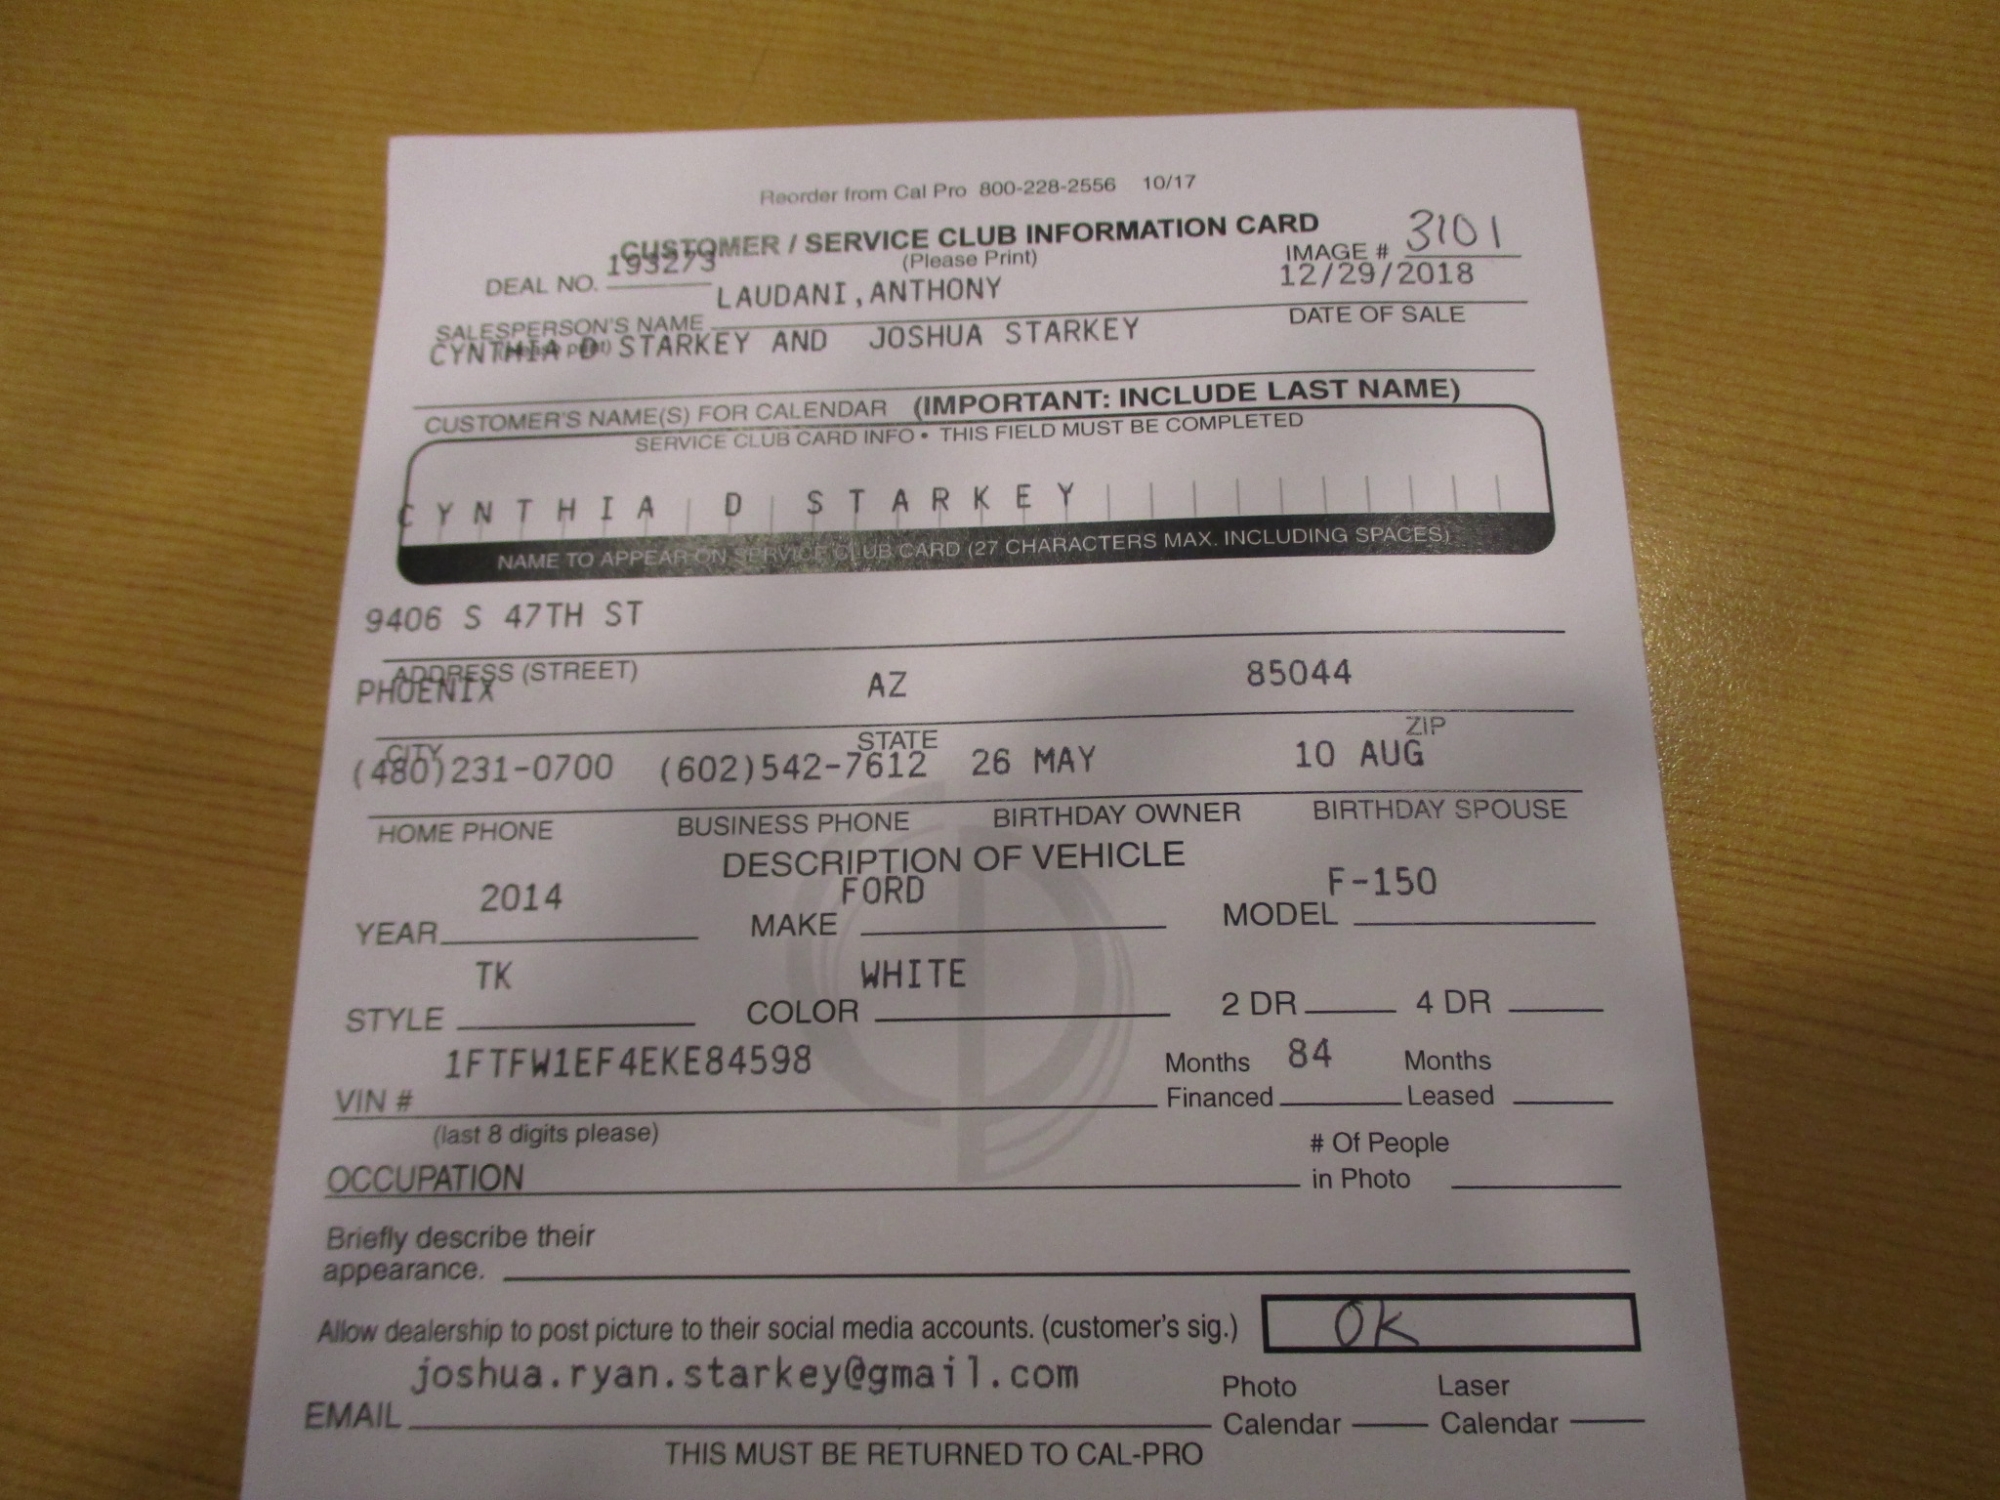 Reorder from Cal Pro 800-228-2556 10/17
CUSTOMER / SERVICE CLUB INFORMATION CARD
(Please Print)
IMAGE # 3101
DEAL NO. 193273
12/29/2018
LAUDANI,ANTHONY
SALESPERSON'S NAME
DATE OF SALE
(please print)
CYNTHIA D STARKEY AND JOSHUA STARKEY
CUSTOMER'S NAME(S) FOR CALENDAR (IMPORTANT: INCLUDE LAST NAME)
SERVICE CLUB CARD INFO • THIS FIELD MUST BE COMPLETED
CYNTHIA D STARKEY
NAME TO APPEAR ON SERVICE CLUB CARD (27 CHARACTERS MAX. INCLUDING SPACES)
9406 S 47TH ST
ADDRESS (STREET)
PHOENIX AZ 85044
CITY STATE ZIP
(480)231-0700 (602)542-7612 26 MAY 10 AUG
HOME PHONE BUSINESS PHONE BIRTHDAY OWNER BIRTHDAY SPOUSE
DESCRIPTION OF VEHICLE
2014 FORD F-150
YEAR MAKE MODEL
TK WHITE
STYLE COLOR 2 DR 4 DR
1FTFW1EF4EKE84598 Months 84 Months
VIN # Financed Leased
(last 8 digits please)
# Of People
OCCUPATION in Photo
Briefly describe their
appearance.
Allow dealership to post picture to their social media accounts. (customer's sig.) OK
joshua.ryan.starkey@gmail.com Photo Laser
EMAIL Calendar Calendar
THIS MUST BE RETURNED TO CAL-PRO